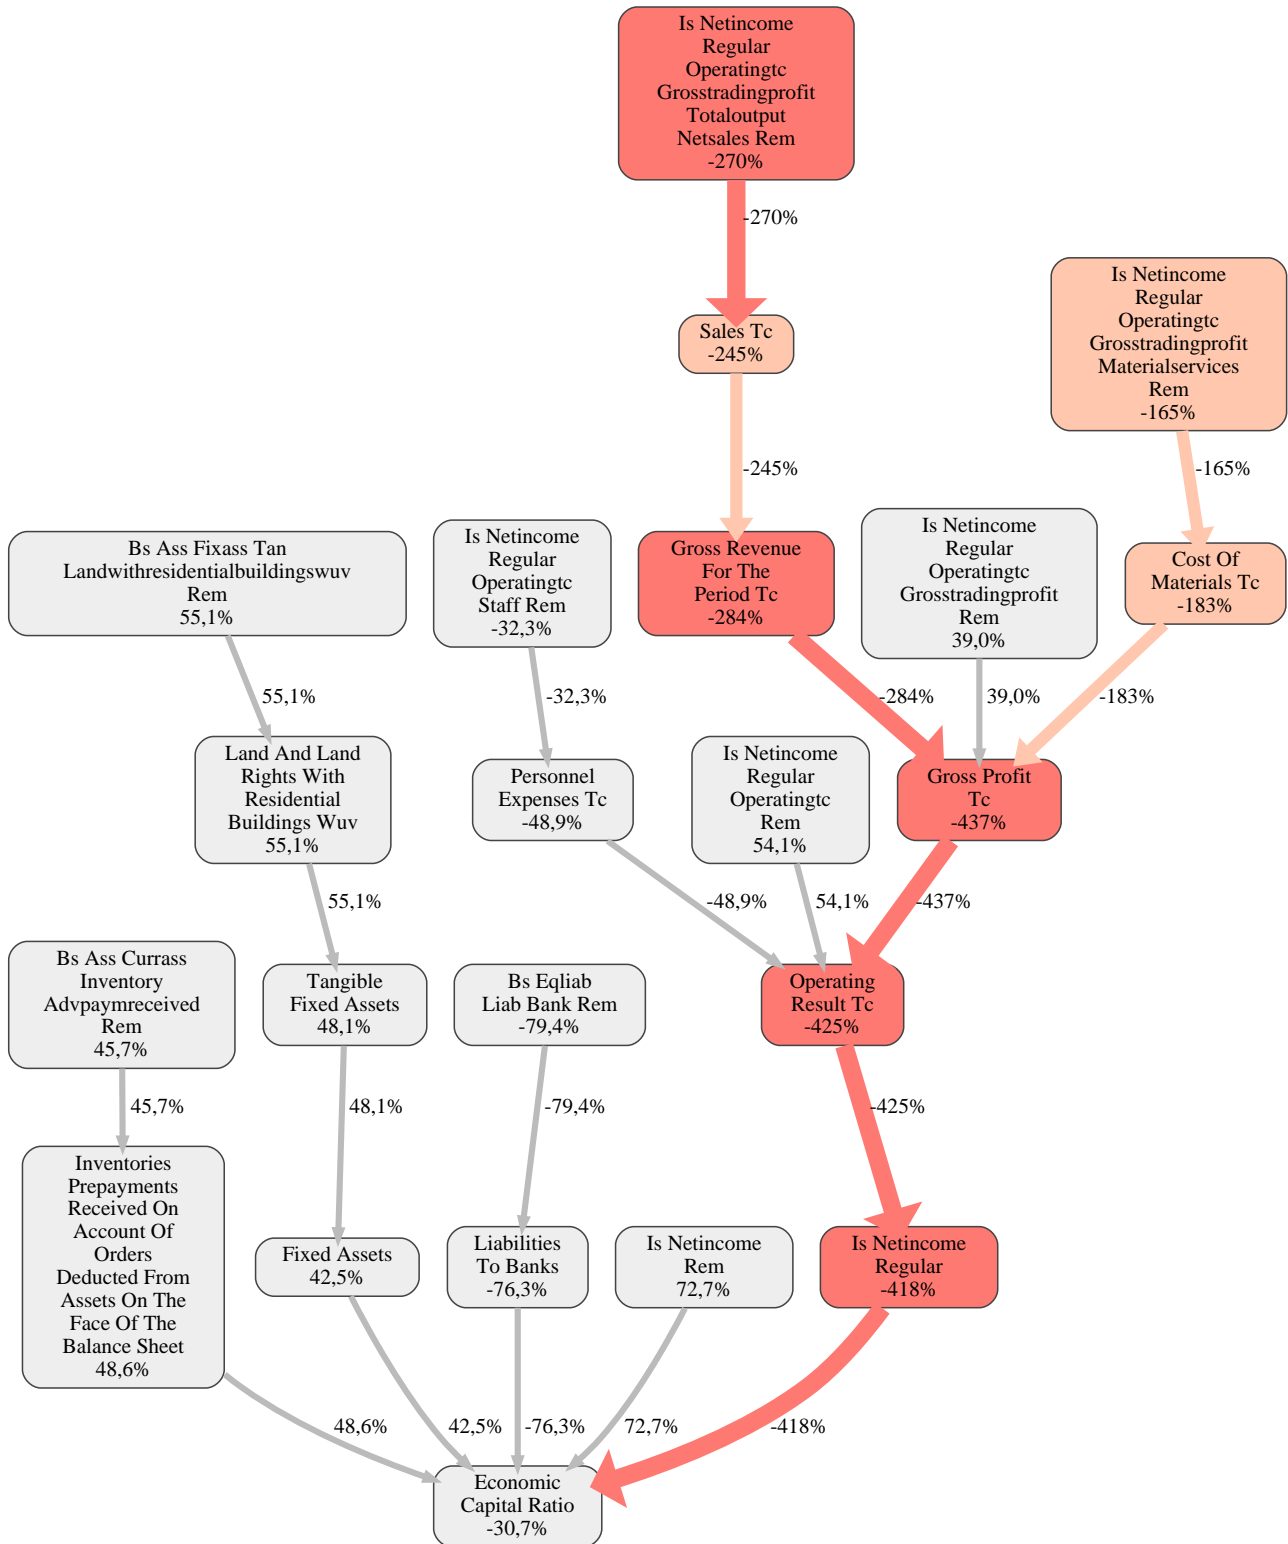 Is Netincome
Regular
Operatingtc
Grosstradingprofit
Totaloutput
Netsales Rem
-270%
-270%
Is Netincome
Regular
Operatingtc
Grosstradingprofit
Materialservices
Rem
-165%
Sales Tc
-245%
-245%
-165%
Bs Ass Fixass Tan
Landwithresidentialbuildingswuv
Rem
55,1%
Is Netincome
Regular
Operatingtc
Staff Rem
-32,3%
Gross Revenue
For The
Period Tc
-284%
Is Netincome
Regular
Operatingtc
Grosstradingprofit
Rem
39,0%
Cost Of
Materials Tc
-183%
55,1%
-32,3%
-284%
39,0%
-183%
Land And Land
Rights With
Residential
Buildings Wuv
55,1%
Personnel
Expenses Tc
-48,9%
Is Netincome
Regular
Operatingtc
Rem
54,1%
Gross Profit
Tc
-437%
55,1%
-48,9%
54,1%
-437%
Bs Ass Currass
Inventory
Advpaymreceived
Rem
45,7%
Tangible
Fixed Assets
48,1%
Bs Eqliab
Liab Bank Rem
-79,4%
Operating
Result Tc
-425%
45,7%
48,1%
-79,4%
-425%
Inventories
Prepayments
Received On
Account Of
Orders
Deducted From
Assets On The
Face Of The
Balance Sheet
48,6%
Fixed Assets
42,5%
Liabilities
To Banks
-76,3%
Is Netincome
Rem
72,7%
Is Netincome
Regular
-418%
48,6%
42,5%
-76,3%
72,7%
-418%
Economic
Capital Ratio
-30,7%